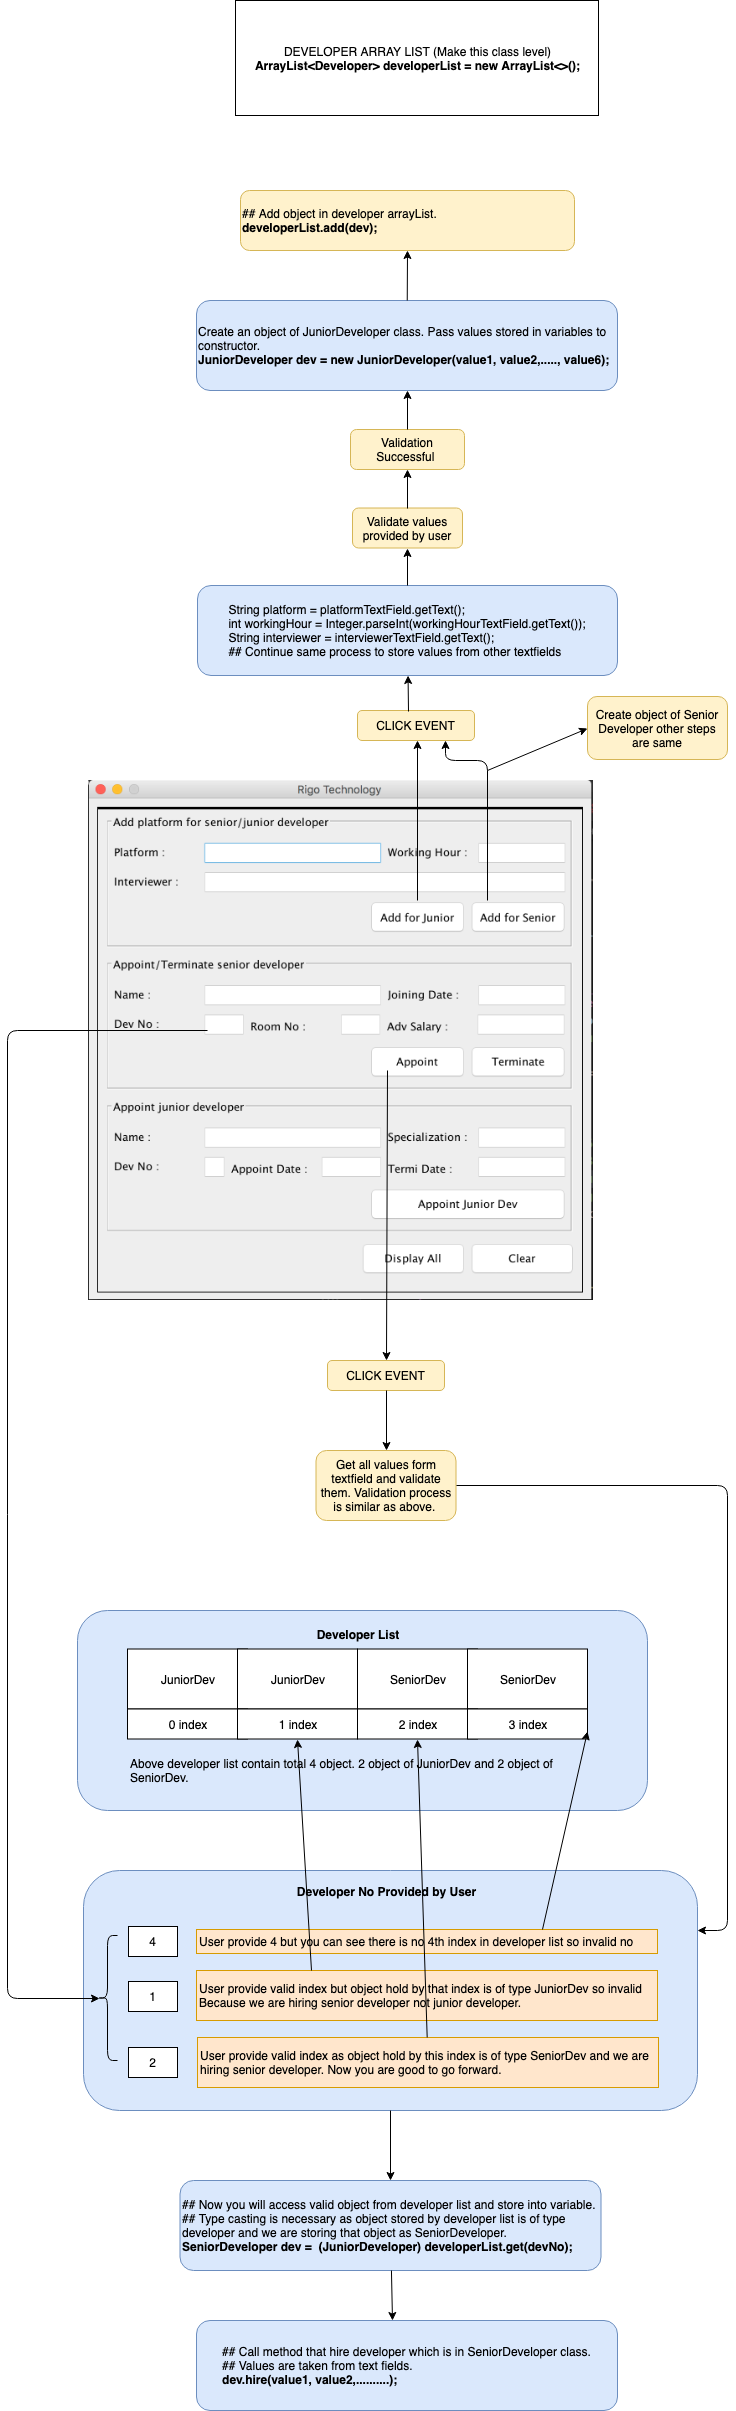 DEVELOPER ARRAY LIST (Make this class level)
ArrayList<Developer> developerList = new ArrayList<>();
## Add object in developer arrayList.
developerList.add(dev);
Create an object of JuniorDeveloper class. Pass values stored in variables to
constructor.
JuniorDeveloper dev = new JuniorDeveloper(value1, value2,....., value6);
Validation
Successful
Validate values
provided by user
String platform = platformTextField.getText();
int workingHour = Integer.parseInt(workingHourTextField.getText());
String interviewer = interviewerTextField.getText();
## Continue same process to store values from other textfields
CLICK EVENT
Create object of Senior
Developer other steps
are same
Rigo Technology
Add platform for senior/junior developer
Platform :
Working Hour :
Interviewer :
Add for Junior
Add for Senior
Appoint/Terminate senior developer
Name :
Joining Date :
Dev No :
Room No :
Adv Salary :
Appoint
Terminate
Appoint junior developer
Name :
Specialization :
Dev No :
Appoint Date :
Termi Date :
Appoint Junior Dev
Display All
Clear
CLICK EVENT
Get all values form
textfield and validate
them. Validation process
is similar as above.
Developer List
JuniorDev
JuniorDev
SeniorDev
SeniorDev
0 index
1 index
2 index
3 index
Above developer list contain total 4 object. 2 object of JuniorDev and 2 object of
SeniorDev.
Developer No Provided by User
4
User provide 4 but you can see there is no 4th index in developer list so invalid no
1
User provide valid index but object hold by that index is of type JuniorDev so invalid
Because we are hiring senior developer not junior developer.
2
User provide valid index as object hold by this index is of type SeniorDev and we are
hiring senior developer. Now you are good to go forward.
## Now you will access valid object from developer list and store into variable.
## Type casting is necessary as object stored by developer list is of type
developer and we are storing that object as SeniorDeveloper.
SeniorDeveloper dev = (JuniorDeveloper) developerList.get(devNo);
## Call method that hire developer which is in SeniorDeveloper class.
## Values are taken from text fields.
dev.hire(value1, value2,..........);